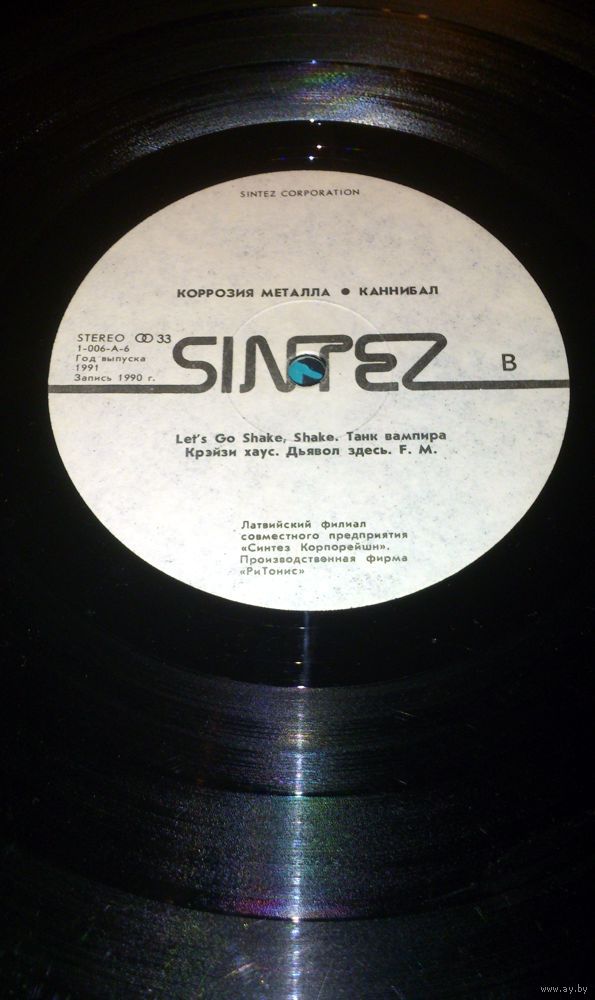 SINTEZ CORPORATION
КОРРОЗИЯ МЕТАЛЛА ● КАННИБАЛ
STEREO 33
1-006-A-6
Год выпуска
1991
Запись 1990 г.
SINTEZ
B
Let's Go Shake, Shake. Танк вампира
Крэйзи хаус. Дьявол здесь. F. M.
Латвийский филиал
совместного предприятия
«Синтез Корпорейшн».
Производственная фирма
«РиТонис»
www.ay.by